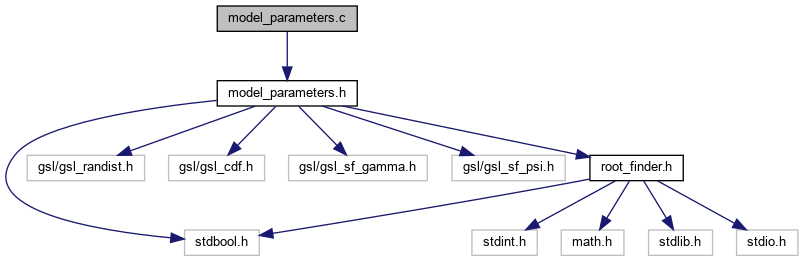 model_parameters.c
model_parameters.h
gsl/gsl_randist.h
gsl/gsl_cdf.h
gsl/gsl_sf_gamma.h
gsl/gsl_sf_psi.h
root_finder.h
stdbool.h
stdint.h
math.h
stdlib.h
stdio.h